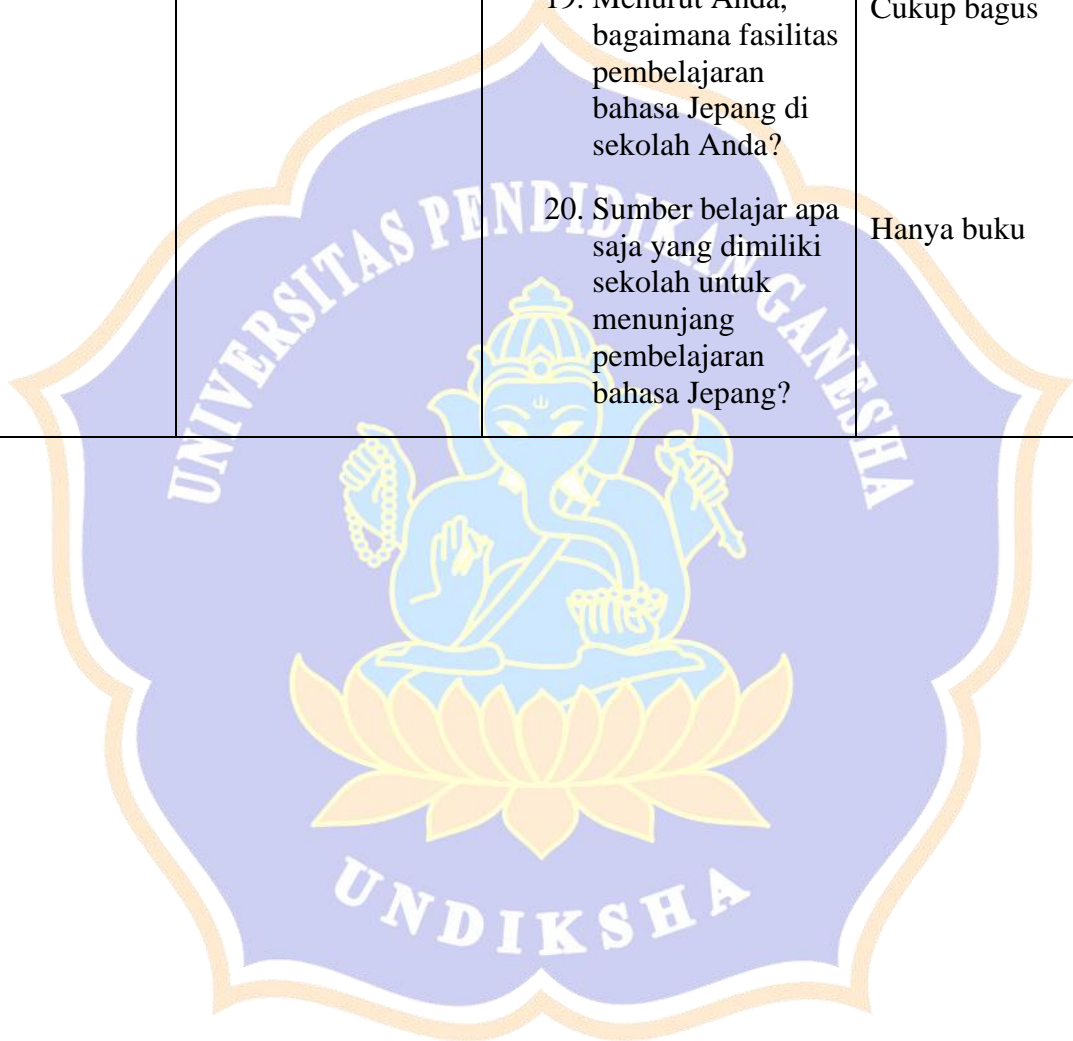 19. Menurut Anda,
bagaimana fasilitas
pembelajaran
bahasa Jepang di
sekolah Anda?
Cukup bagus
20. Sumber belajar apa
saja yang dimiliki
sekolah untuk
menunjang
pembelajaran
bahasa Jepang?
Hanya buku
UNIVERSITAS PENDIDIKAN GANESHA
UNDIKSHA